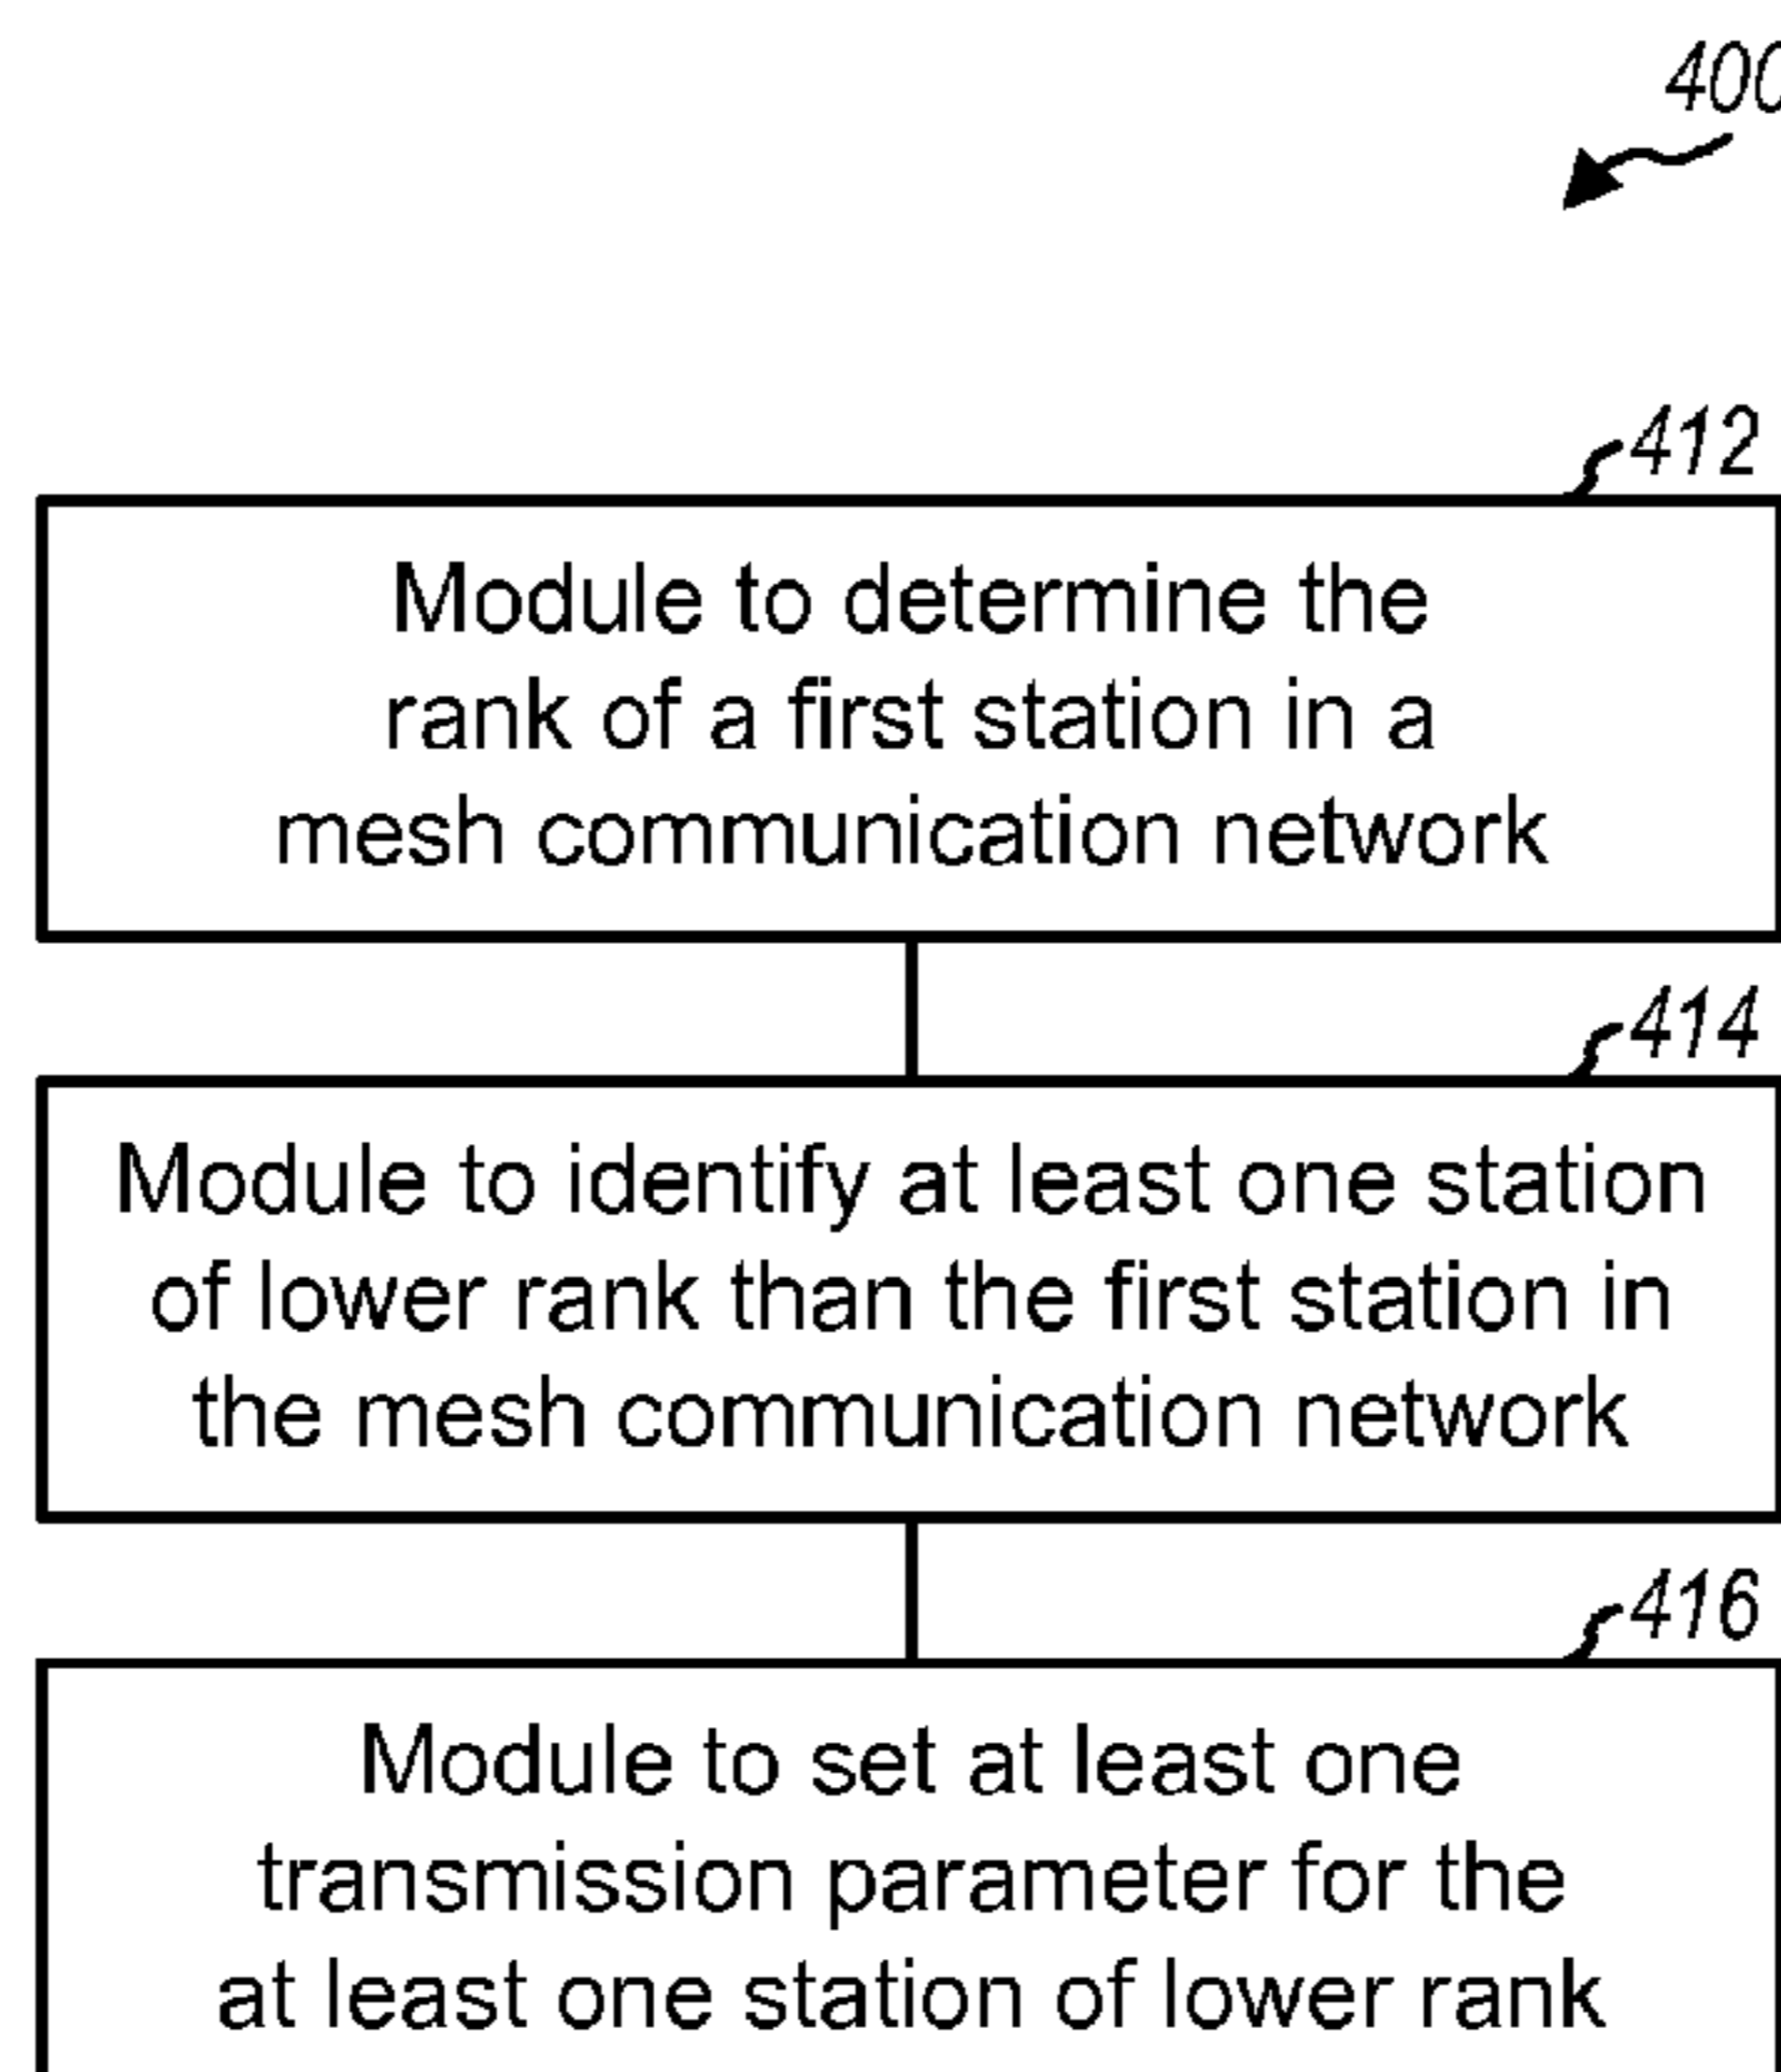 400
412
Module to determine the
rank of a first station in a
mesh communication network
414
Module to identify at least one station
of lower rank than the first station in
the mesh communication network
416
Module to set at least one
transmission parameter for the
at least one station of lower rank